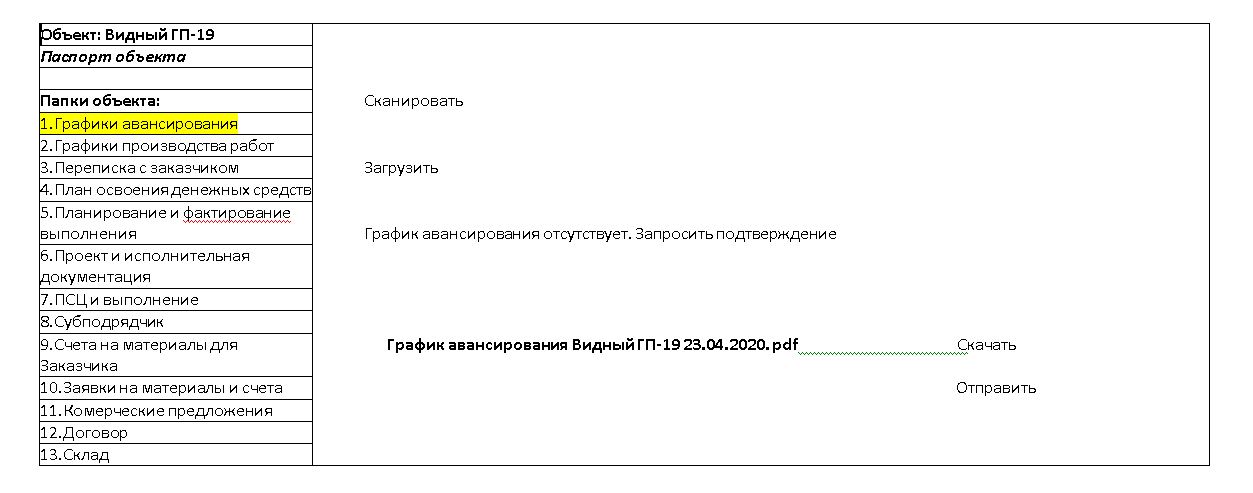 Объект: Видный ГП-19
Паспорт объекта
Папки объекта:
1.Графики авансирования
2.Графики производства работ
3.Переписка с заказчиком
4.План освоения денежных средств
5.Планирование и фактирование
выполнения
6.Проект и исполнительная
документация
7.ПСЦ и выполнение
8.Субподрядчик
9.Счета на материалы для
Заказчика
10.Заявки на материалы и счета
11.Комерческие предложения
12.Договор
13.Склад
Сканировать
Загрузить
График авансирования отсутствует. Запросить подтверждение
График авансирования Видный ГП-19 23.04.2020. pdf Скачать
Отправить